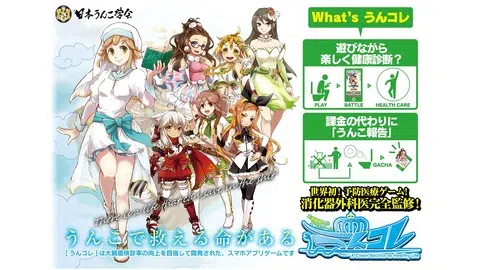 日本うんこ学会
What's うんコレ
遊びながら
楽しく健康診断？
PLAY
BATTLE
HEALTH CARE
課金の代わりに
「うんこ報告」
GACHA
世界初！予防医療ゲーム！
消化器外科医完全監修！
うんこで救える命がある
「うんコレ」は大腸癌検診率の向上を目指して開発された、スマホアプリゲームです
コレ